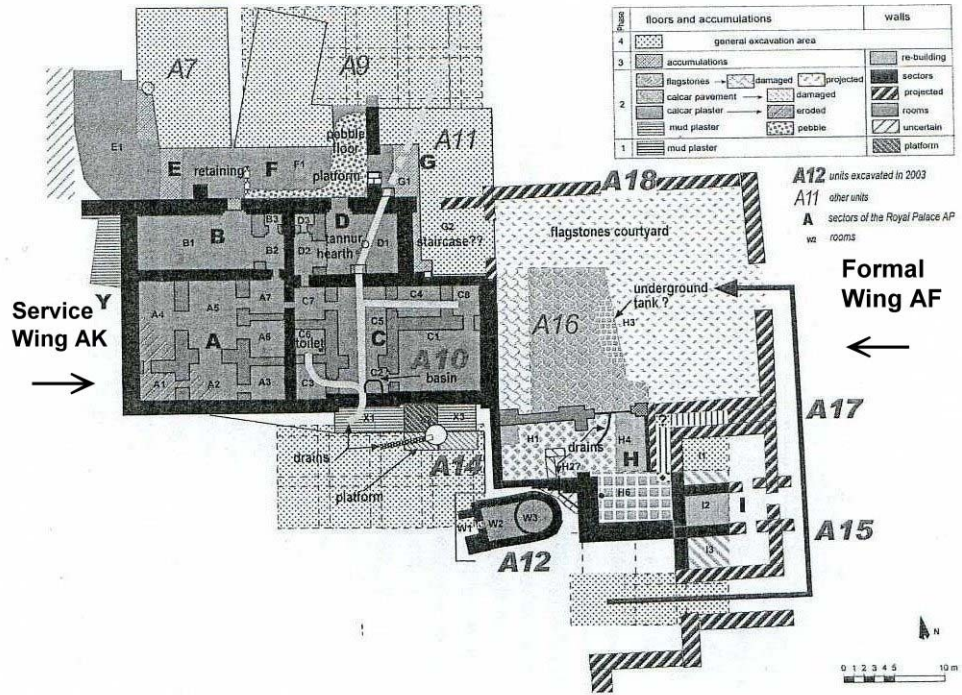 Phase floors and accumulations walls
4 general excavation area
3 accumulations
re-building
sectors
projected
rooms
uncertain
platform
2 flagstones damaged projected
calcar pavement damaged
calcar plaster eroded
mud plaster pebble
1 mud plaster
A12 units excavated in 2003
A11 other units
A sectors of the Royal Palace AP
W2 rooms
A7
A9
A11
A18
E1
E
retaining
F
F1
pebble floor
platform
G
G1
G2
staircase??
B
B1
B3
B2
D3
D2
D
tannur
hearth
D1
flagstones courtyard
underground
tank ?
H3
Formal
Wing AF
Y
Service
Wing AK
A4
A5
A7
A
A6
A1
A2
A3
C7
C4
C8
C5
C
C1
C6
toilet
C3
A10
basin
A16
A17
X1
X3
drains
platform
A14
H1
drains
H4
H
H27
H6
?
I1
I2
I
I3
A15
W1
W2
W3
A12
N
0 1 2 3 4 5 10 m